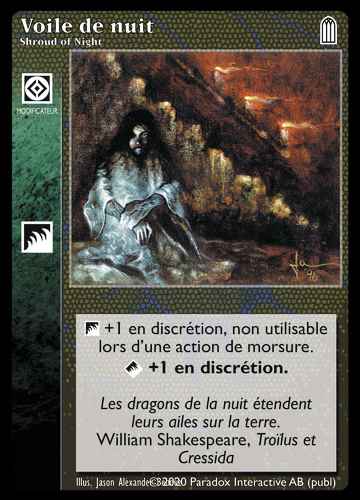 Voile de nuit
Shroud of Night
MODIFICATEUR
+1 en discrétion, non utilisable
lors d'une action de morsure.
+1 en discrétion.
Les dragons de la nuit étendent
leurs ailes sur la terre.
William Shakespeare, Troïlus et
Cressida
Illus. Jason Alexander ©2020 Paradox Interactive AB (publ)